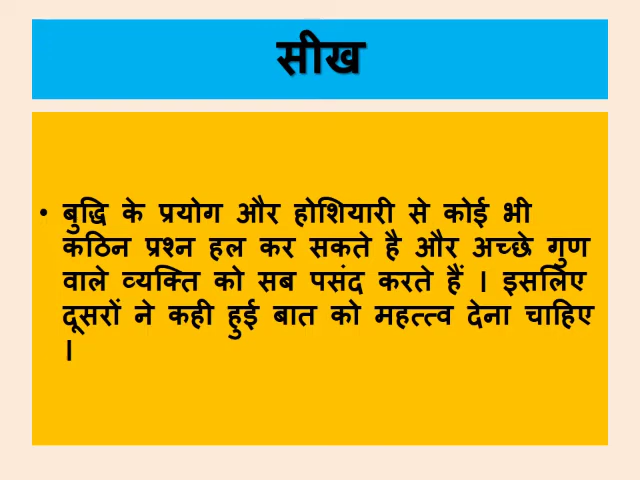 सीख
• बुद्धि के प्रयोग और होशियारी से कोई भी
कठिन प्रश्न हल कर सकते है और अच्छे गुण
वाले व्यक्ति को सब पसंद करते हैं । इसलिए
दूसरों ने कही हुई बात को महत्त्व देना चाहिए
।